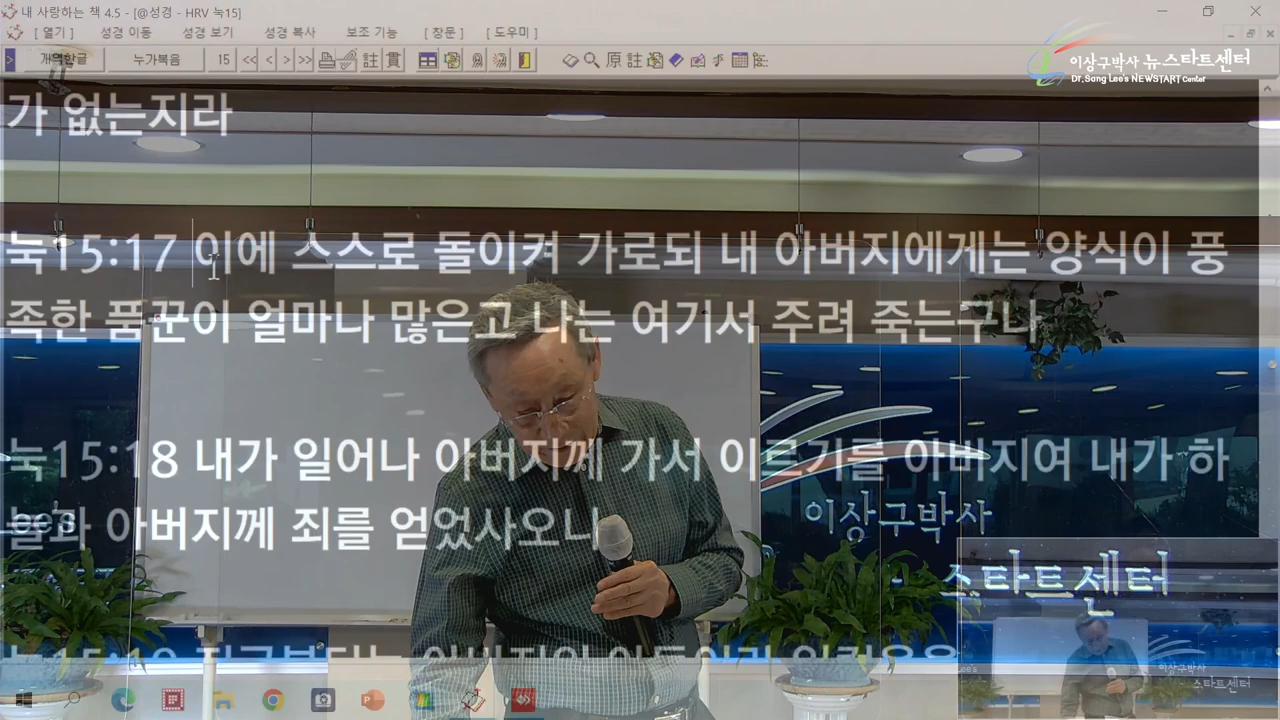 내 사랑하는 책 4.5 - [@성경 - HRV 눅15]
[ 열기 ] 성경 이동 성경 보기 성경 복사 보조 기능 [ 창문 ] [ 도우미 ]
개역한글 누가복음 15 << < > >> 註 貫 原 註
이상구박사 뉴스타트센터
Dr.Sang Lee's NEWSTART Center
가 없는지라
눅15:17 이에 스스로 돌이켜 가로되 내 아버지에게는 양식이 풍
족한 품꾼이 얼마나 많은고 나는 여기서 주려 죽는구나
눅15:18 내가 일어나 아버지께 가서 이르기를 아버지여 내가 하
늘과 아버지께 죄를 얻었사오니
이상구박사
스타트센터
이상구박사
스타트센터